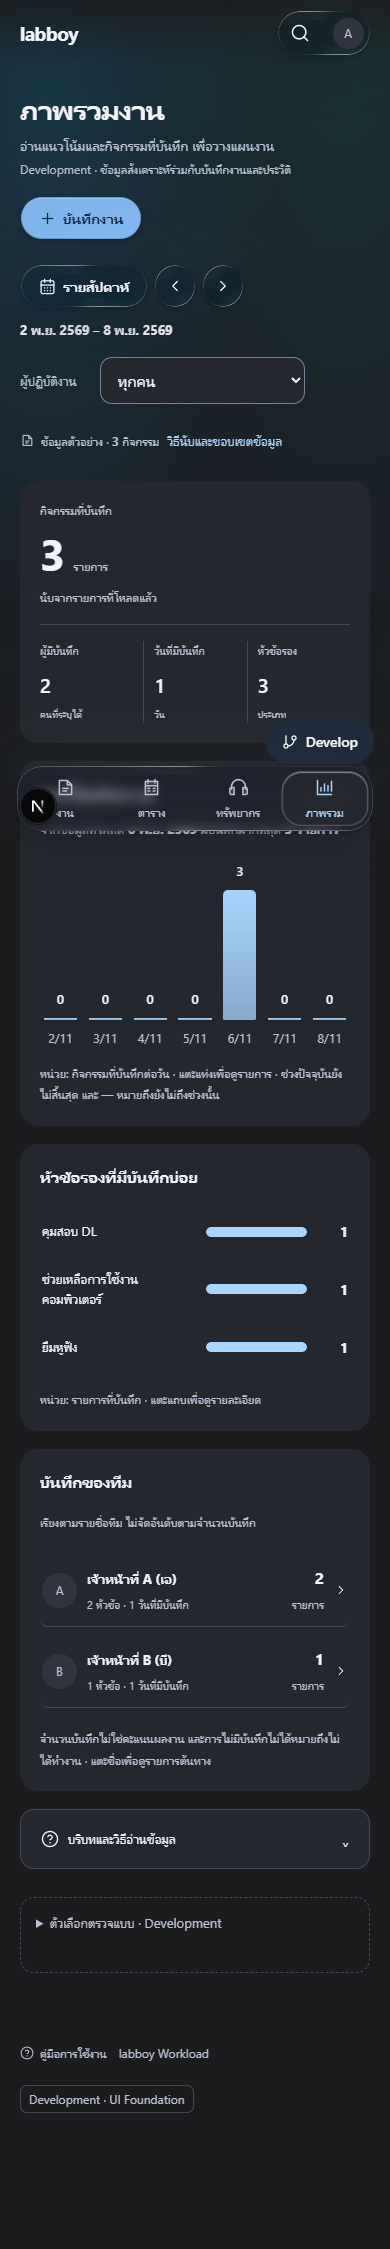 labboy
A
ภาพรวมงาน
อ่านแนวโน้มและกิจกรรมที่บันทึก เพื่อวางแผนงาน
Development · ข้อมูลสังเคราะห์ร่วมกับบันทึกงานและประวัติ
+ บันทึกงาน
รายสัปดาห์
2 พ.ย. 2569 – 8 พ.ย. 2569
ผู้ปฏิบัติงาน
ทุกคน
ข้อมูลตัวอย่าง · 3 กิจกรรม วิธีนับและขอบเขตข้อมูล
กิจกรรมที่บันทึก
3 รายการ
นับจากรายการที่โหลดแล้ว
ผู้มีบันทึก วันที่มีบันทึก หัวข้อรอง
2 1 3
คนที่ระบุได้ วัน ประเภท
Develop
N
งาน ตาราง ทรัพยากร ภาพรวม
3
0 0 0 0 0 0
2/11 3/11 4/11 5/11 6/11 7/11 8/11
หน่วย: กิจกรรมที่บันทึกต่อวัน · แตะแท่งเพื่อดูรายการ · ช่วงปัจจุบันยัง
ไม่สิ้นสุด และ — หมายถึงยังไม่ถึงช่วงนั้น
หัวข้อรองที่มีบันทึกบ่อย
คุมสอบ DL 1
ช่วยเหลือการใช้งาน
คอมพิวเตอร์ 1
ยืมหูฟัง 1
หน่วย: รายการที่บันทึก · แตะแถบเพื่อดูรายละเอียด
บันทึกของทีม
เรียงตามรายชื่อทีม ไม่จัดอันดับตามจำนวนบันทึก
A เจ้าหน้าที่ A (เอ) 2
2 หัวข้อ · 1 วันที่มีบันทึก รายการ
B เจ้าหน้าที่ B (บี) 1
1 หัวข้อ · 1 วันที่มีบันทึก รายการ
จำนวนบันทึกไม่ใช่คะแนนผลงาน และการไม่มีบันทึกไม่ได้หมายถึงไม่
ได้ทำงาน · แตะชื่อเพื่อดูรายการต้นทาง
บริบทและวิธีอ่านข้อมูล
ตัวเลือกตรวจแบบ · Development
คู่มือการใช้งาน labboy Workload
Development · UI Foundation